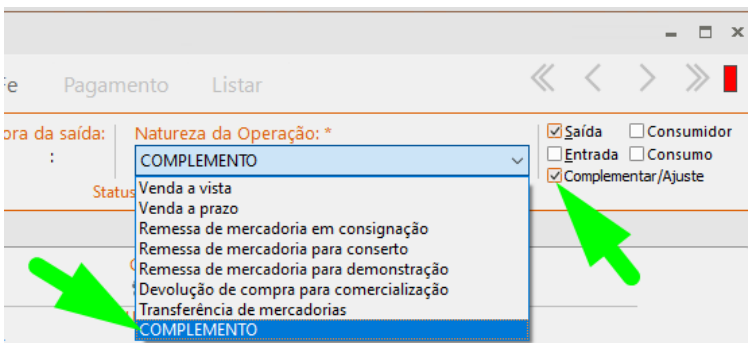 Fe Pagamento Listar
ora da saída: Natureza da Operação: * Saída Consumidor
: COMPLEMENTO Entrada Consumo
Status Complementar/Ajuste
Venda a vista
Venda a prazo
Remessa de mercadoria em consignação
Remessa de mercadoria para conserto
Remessa de mercadoria para demonstração
Devolução de compra para comercialização
Transferência de mercadorias
COMPLEMENTO